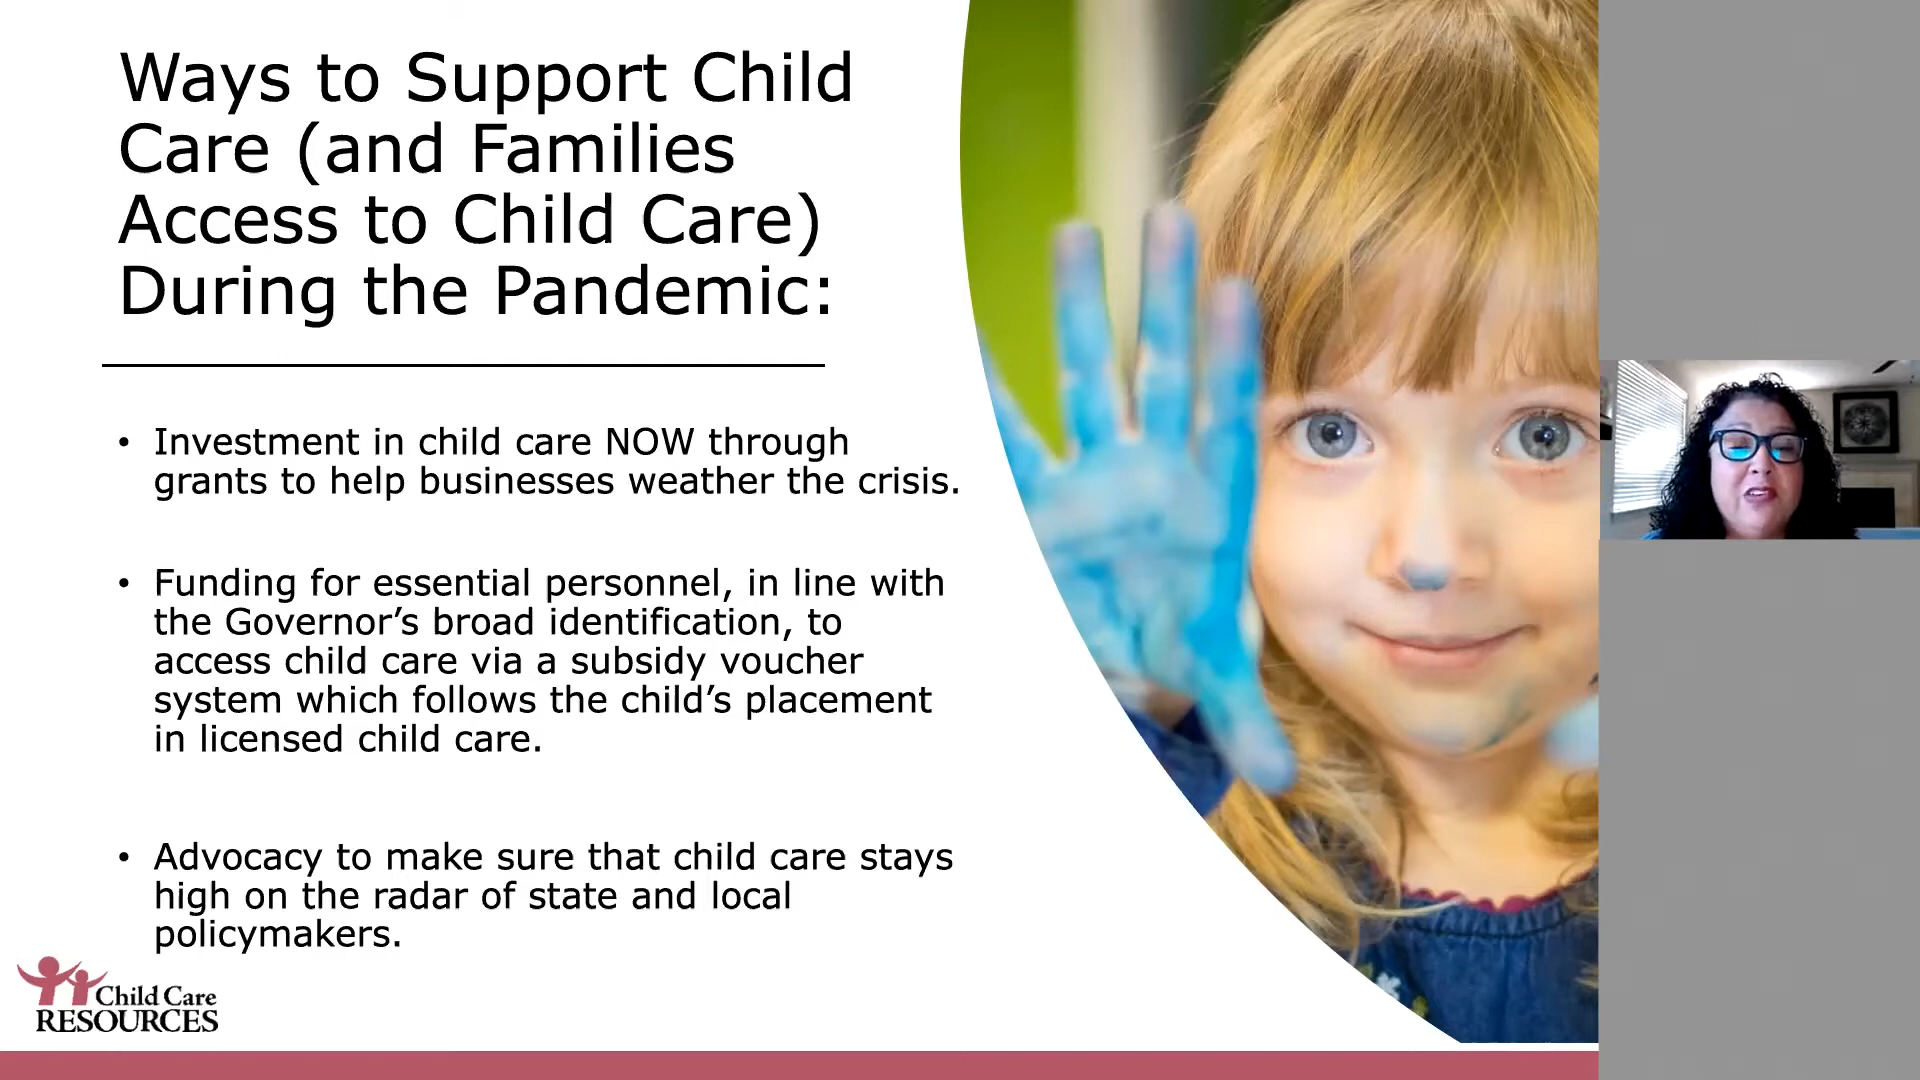 Ways to Support Child
Care (and Families
Access to Child Care)
During the Pandemic:
• Investment in child care NOW through
grants to help businesses weather the crisis.
• Funding for essential personnel, in line with
the Governor’s broad identification, to
access child care via a subsidy voucher
system which follows the child’s placement
in licensed child care.
• Advocacy to make sure that child care stays
high on the radar of state and local
policymakers.
Child Care
RESOURCES